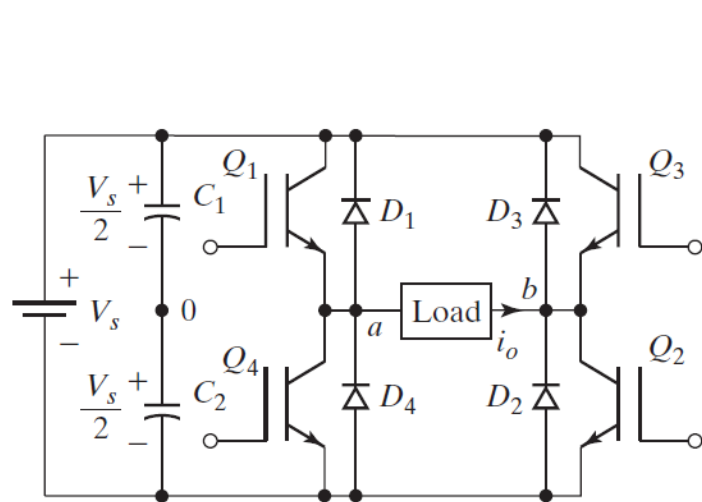 Q1
Q3
Vs/2
+
−
C1
D1
D3
+
Vs
−
0
a
Load
b
io
Q4
Q2
Vs/2
+
−
C2
D4
D2